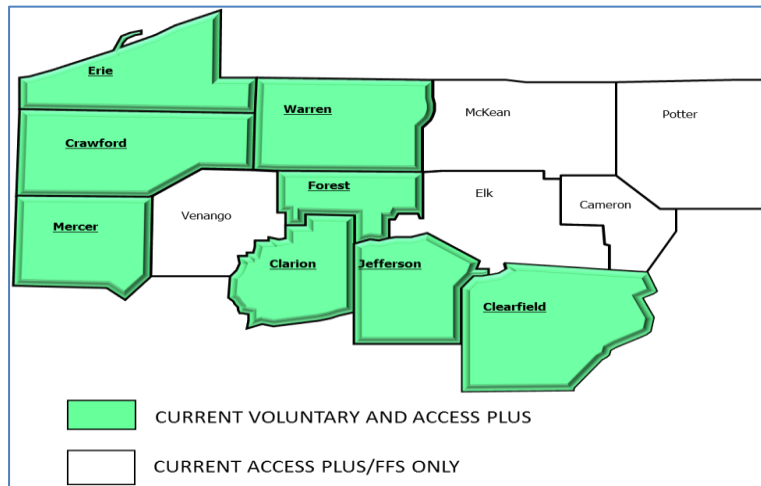 Erie
Warren
McKean
Potter
Crawford
Forest
Elk
Cameron
Venango
Mercer
Clarion
Jefferson
Clearfield
CURRENT VOLUNTARY AND ACCESS PLUS
CURRENT ACCESS PLUS/FFS ONLY